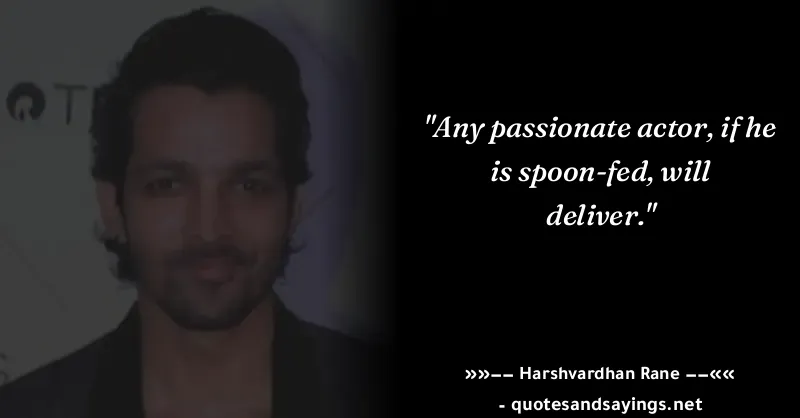 "Any passionate actor, if he
is spoon-fed, will
deliver."
»»−− Harshvardhan Rane −−««
- quotesandsayings.net